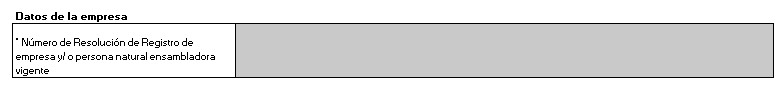 Datos de la empresa
* Número de Resolución de Registro de
empresa y/ o persona natural ensambladora
vigente